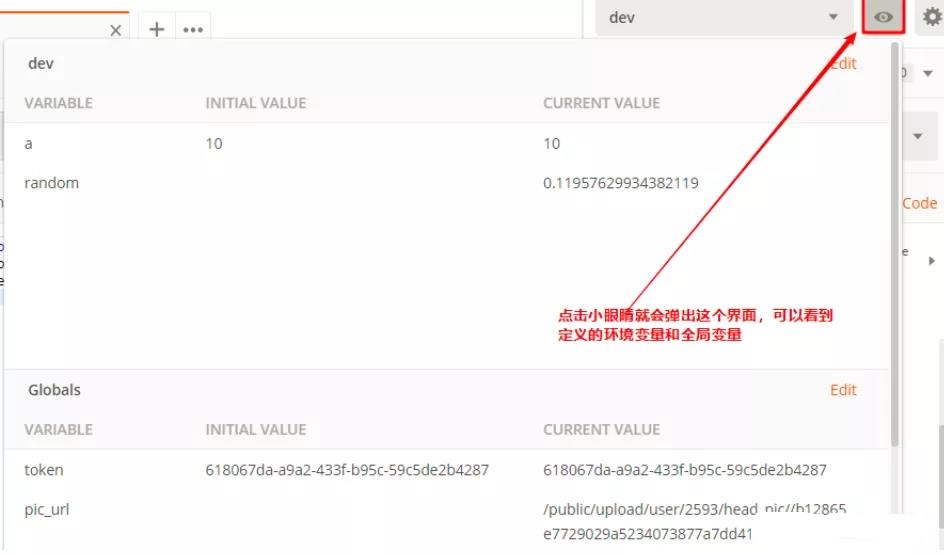 dev
dev
Edit
VARIABLE INITIAL VALUE CURRENT VALUE
a 10 10
random 0.11957629934382119
Code
点击小眼睛就会弹出这个界面，可以看到
定义的环境变量和全局变量
Globals Edit
VARIABLE INITIAL VALUE CURRENT VALUE
token 618067da-a9a2-433f-b95c-59c5de2b4287 618067da-a9a2-433f-b95c-59c5de2b4287
pic_url /public/upload/user/2593/head_pic//b12865
e7729029a5234073877a7dd41